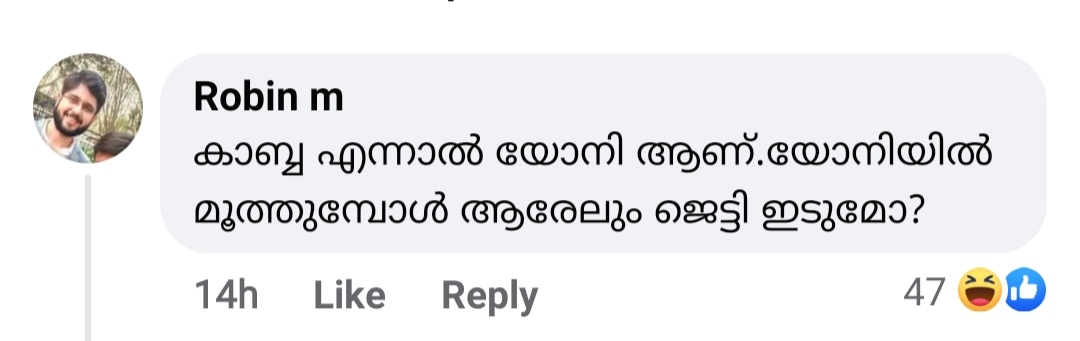 Robin m
കാബ്ബ എന്നാൽ യോനി ആണ്.യോനിയിൽ
മൂത്തുമ്പോൾ ആരേലും ജെട്ടി ഇടുമോ?
14h Like Reply 47